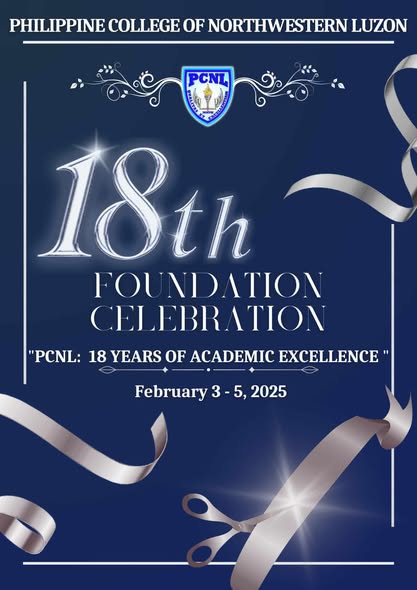 PHILIPPINE COLLEGE OF NORTHWESTERN LUZON
PCNL
18th
FOUNDATION
CELEBRATION
"PCNL:  18 YEARS OF ACADEMIC EXCELLENCE "
February 3 - 5, 2025